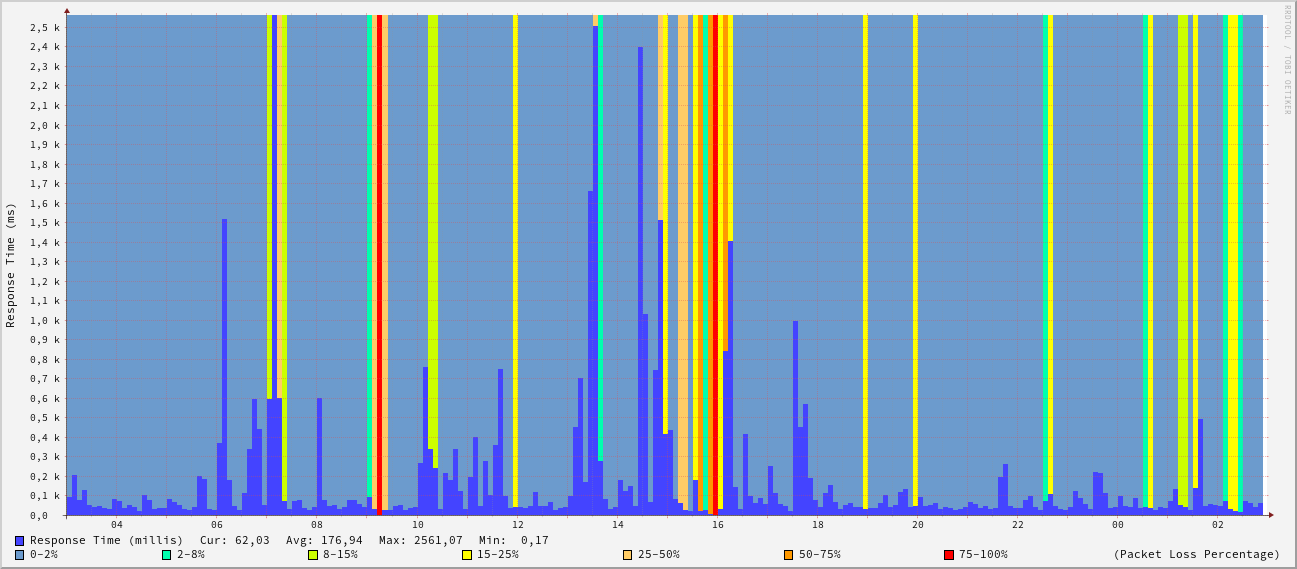 RRDTOOL / TOBI OETIKER
Response Time (ms)
2,5 k
2,4 k
2,3 k
2,2 k
2,1 k
2,0 k
1,9 k
1,8 k
1,7 k
1,6 k
1,5 k
1,4 k
1,3 k
1,2 k
1,1 k
1,0 k
0,9 k
0,8 k
0,7 k
0,6 k
0,5 k
0,4 k
0,3 k
0,2 k
0,1 k
0,0
04 06 08 10 12 14 16 18 20 22 00 02
Response Time (millis) Cur: 62,03 Avg: 176,94 Max: 2561,07 Min: 0,17
0-2% 2-8% 8-15% 15-25% 25-50% 50-75% 75-100% (Packet Loss Percentage)